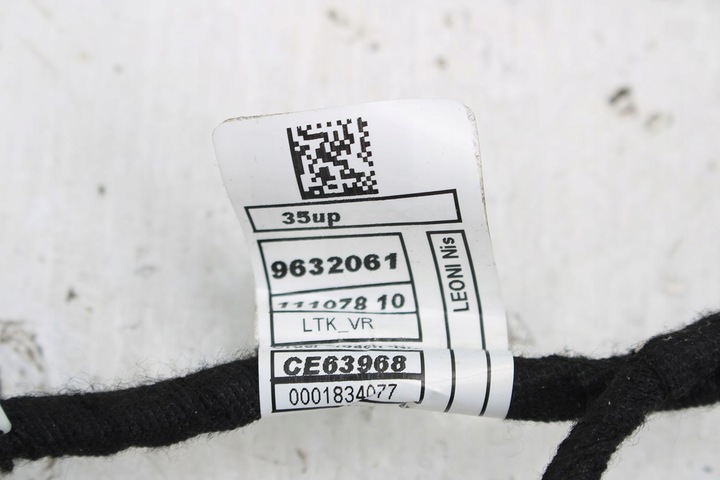 35up
9632061
111078 10
LTK_VR
CE63968
0001834077
LEONI Nis